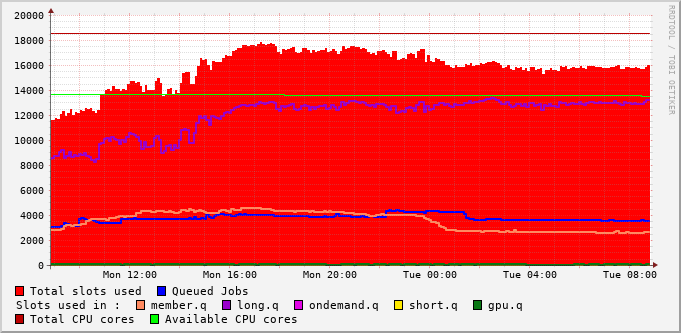 RRDTOOL / TOBI OETIKER
20000
18000
16000
14000
12000
10000
8000
6000
4000
2000
0
Mon 12:00 Mon 16:00 Mon 20:00 Tue 00:00 Tue 04:00 Tue 08:00
Total slots used Queued Jobs
Slots used in : member.q long.q ondemand.q short.q gpu.q
Total CPU cores Available CPU cores